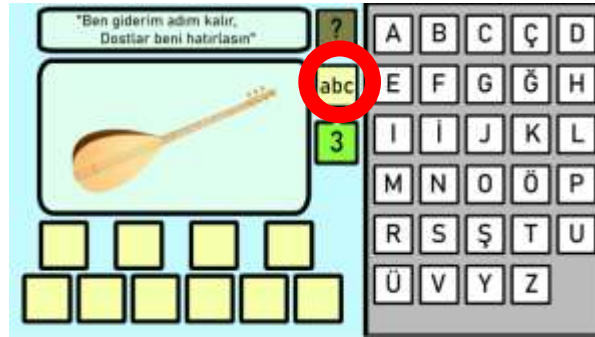 "Ben giderim adım kalır,
Dostlar beni hatırlasın"
?
abc
3
A B C Ç D
E F G Ğ H
I İ J K L
M N O Ö P
R S Ş T U
Ü V Y Z